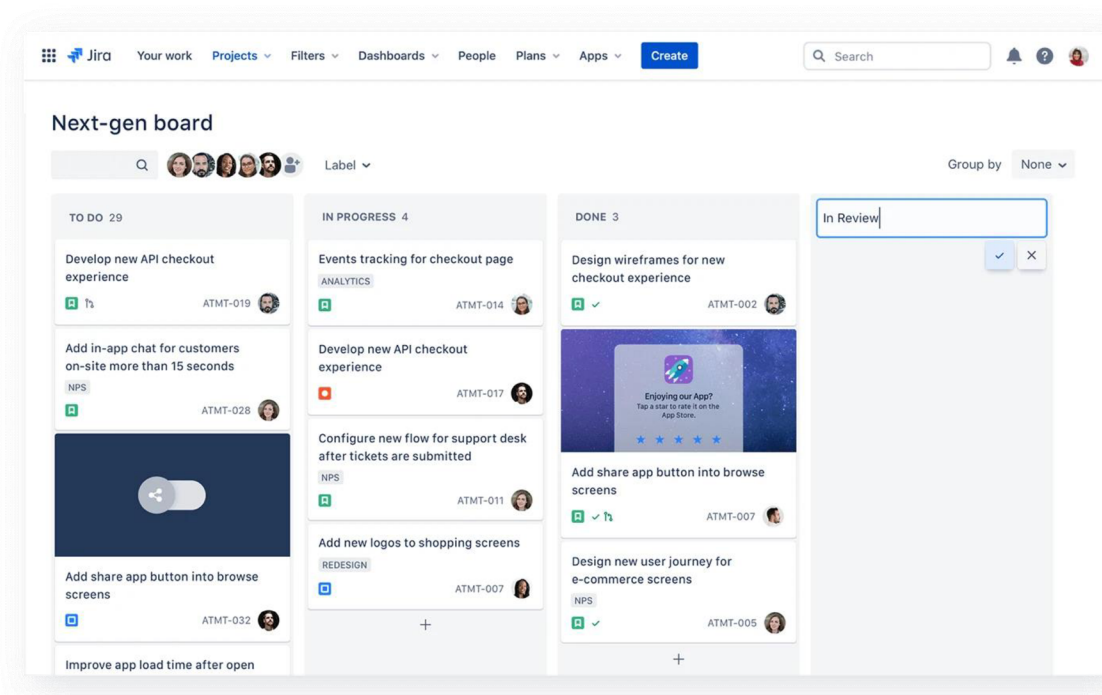 Jira
Your work
Projects
Filters
Dashboards
People
Plans
Apps
Create
Search
Next-gen board
Label
Group by
None
TO DO 29
Develop new API checkout
experience
ATMT-019
Add in-app chat for customers
on-site more than 15 seconds
NPS
ATMT-028
Add share app button into browse
screens
ATMT-032
Improve app load time after open
IN PROGRESS 4
Events tracking for checkout page
ANALYTICS
ATMT-014
Develop new API checkout
experience
ATMT-017
Configure new flow for support desk
after tickets are submitted
NPS
ATMT-011
Add new logos to shopping screens
REDESIGN
ATMT-007
DONE 3
Design wireframes for new
checkout experience
ATMT-002
Enjoying our App?
Tap a star to rate it on the
App Store.
Add share app button into browse
screens
ATMT-007
Design new user journey for
e-commerce screens
NPS
ATMT-005
In Review